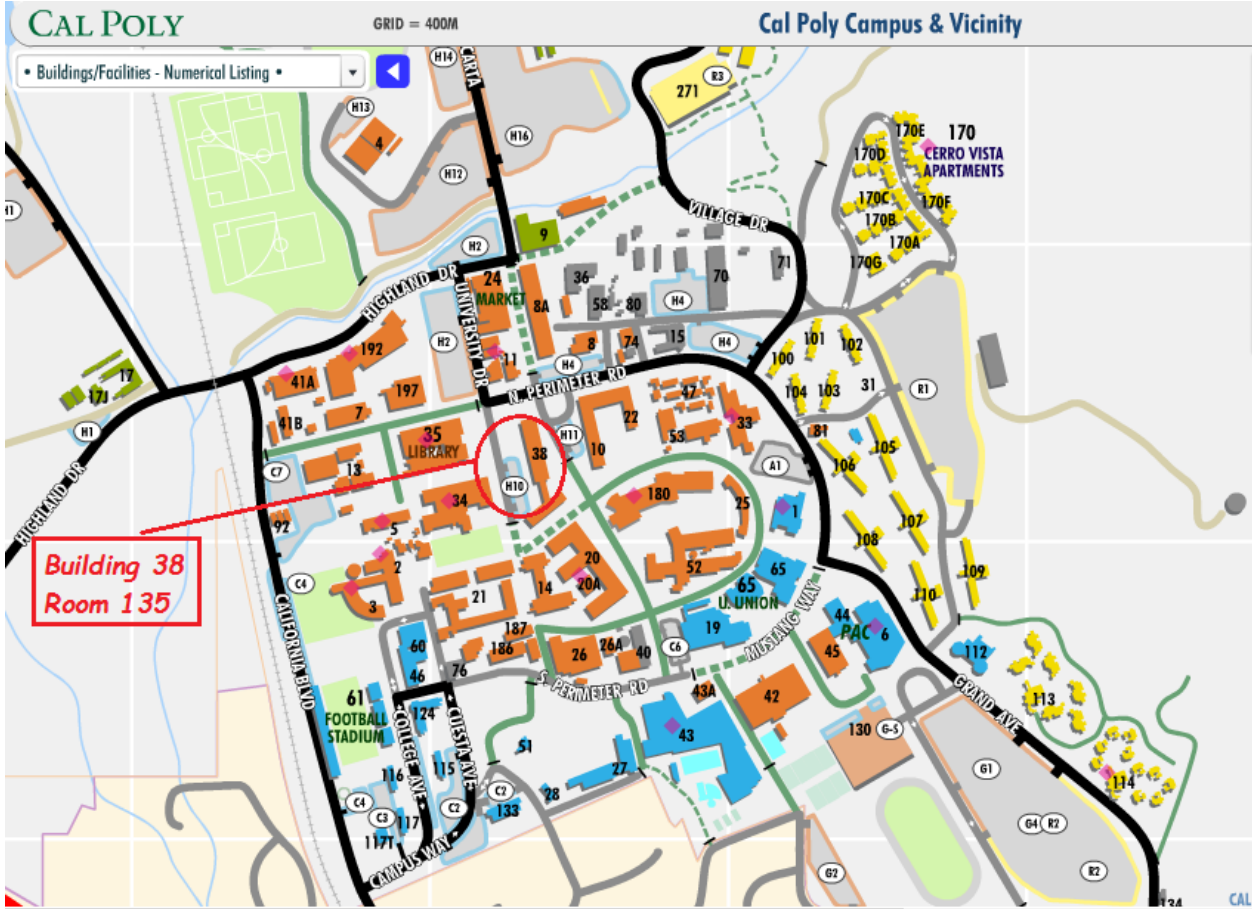 CAL POLY
GRID = 400M
Cal Poly Campus & Vicinity
• Buildings/Facilities - Numerical Listing •
H14
CARTA
R3
271
H13
4
H16
H12
170E
170
CERRO VISTA
APARTMENTS
170D
170C
170F
170B
170A
170G
H1
VILLAGE DR
9
H2
HIGHLAND DR
24
MARKET
UNIVERSITY DR
8A
36
58
80
70
71
H4
H2
192
11
8
74
15
H4
H4
100
101
102
N. PERIMETER RD
17
17J
H1
41A
197
41B
7
104
103
31
R1
22
47
33
35
LIBRARY
38
H11
10
53
81
105
106
HIGHLAND DR
C7
13
H10
A1
34
180
25
1
92
5
107
108
Building 38
Room 135
2
C4
3
20
20A
14
21
52
65
65
U. UNION
109
110
CALIFORNIA BLVD
187
186
19
MUSTANG WAY
44
PAC
6
45
60
46
76
26
26A
40
C6
112
S. PERIMETER RD
43A
42
GRAND AVE
113
61
FOOTBALL
STADIUM
COLLEGE AVE
124
CUESTA AVE
43
130
G-S
51
27
116
115
C2
28
G1
114
C4
C3
117
C2
133
117T
G4
R2
CAMPUS WAY
G2
R2
134
CAL